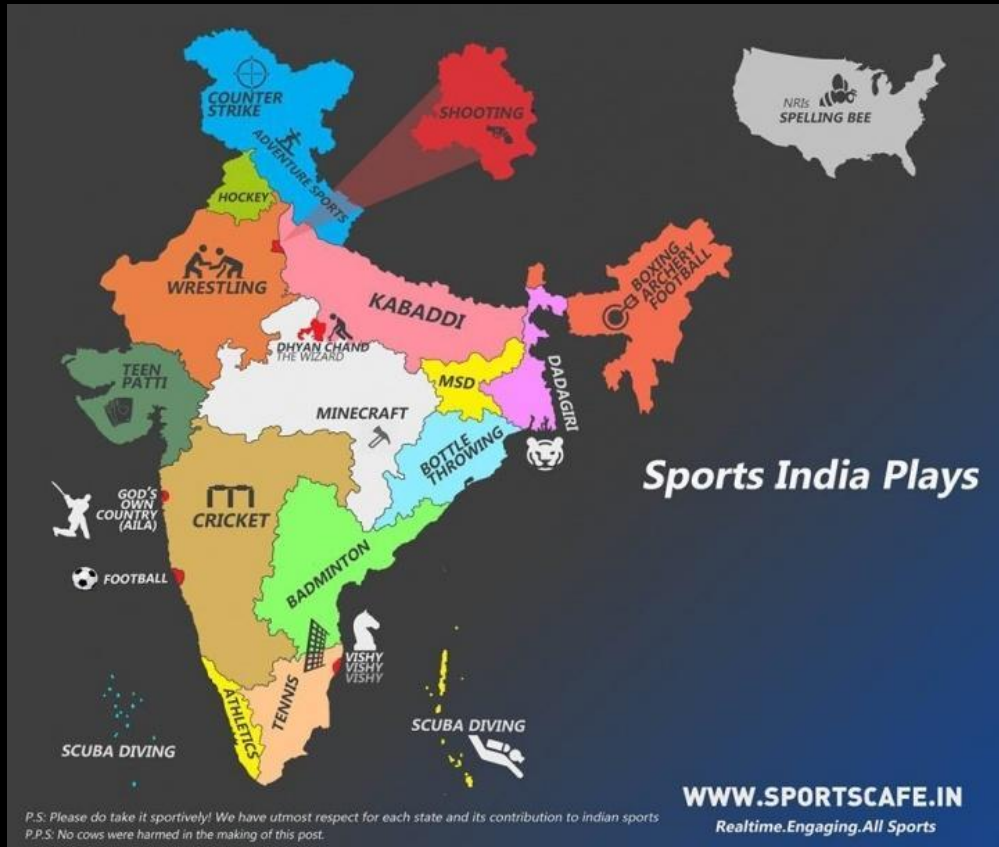 COUNTER
STRIKE
ADVENTURE SPORTS
SHOOTING
NRIs
SPELLING BEE
HOCKEY
WRESTLING
KABADDI
BOXING
ARCHERY
FOOTBALL
DHYAN CHAND
THE WIZARD
TEEN
PATTI
MSD
DADAGIRI
MINECRAFT
BOTTLE
THROWING
Sports India Plays
GOD'S
OWN
COUNTRY
(AILA)
CRICKET
FOOTBALL
BADMINTON
VISHY
VISHY
VISHY
ATHLETICS
TENNIS
SCUBA DIVING
SCUBA DIVING
WWW.SPORTSCAFE.IN
Realtime.Engaging.All Sports
P.S: Please do take it sportively! We have utmost respect for each state and its contribution to indian sports
P.P.S: No cows were harmed in the making of this post.